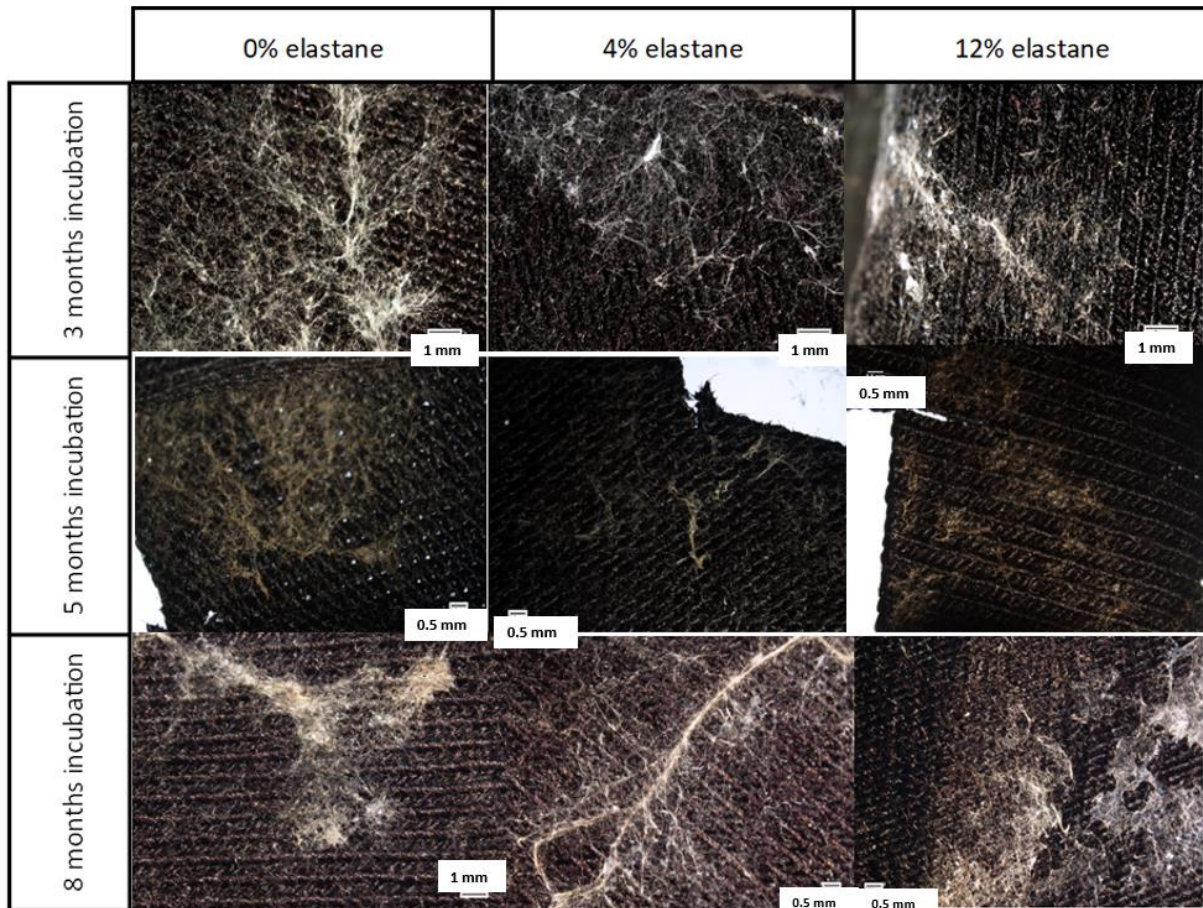 0% elastane
4% elastane
12% elastane
3 months incubation
1 mm
1 mm
1 mm
5 months incubation
0.5 mm
0.5 mm
0.5 mm
8 months incubation
1 mm
0.5 mm
0.5 mm